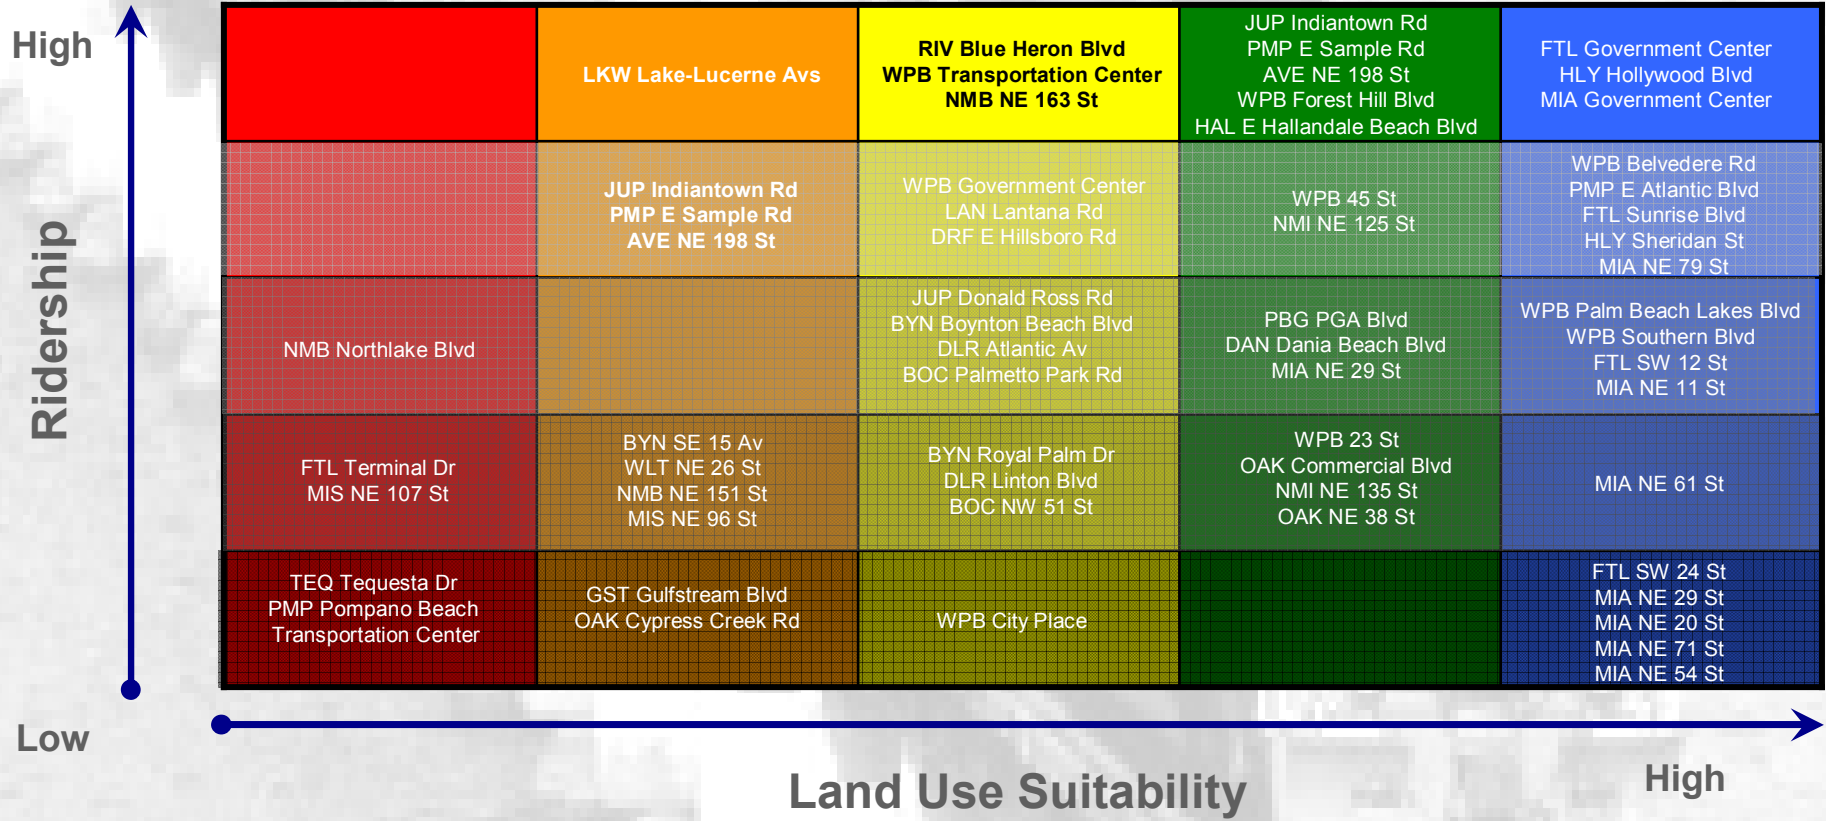 High
Ridership
Low
LKW Lake-Lucerne Avs
RIV Blue Heron Blvd
WPB Transportation Center
NMB NE 163 St
JUP Indiantown Rd
PMP E Sample Rd
AVE NE 198 St
WPB Forest Hill Blvd
HAL E Hallandale Beach Blvd
FTL Government Center
HLY Hollywood Blvd
MIA Government Center
JUP Indiantown Rd
PMP E Sample Rd
AVE NE 198 St
WPB Government Center
LAN Lantana Rd
DRF E Hillsboro Rd
WPB 45 St
NMI NE 125 St
WPB Belvedere Rd
PMP E Atlantic Blvd
FTL Sunrise Blvd
HLY Sheridan St
MIA NE 79 St
NMB Northlake Blvd
JUP Donald Ross Rd
BYN Boynton Beach Blvd
DLR Atlantic Av
BOC Palmetto Park Rd
PBG PGA Blvd
DAN Dania Beach Blvd
MIA NE 29 St
WPB Palm Beach Lakes Blvd
WPB Southern Blvd
FTL SW 12 St
MIA NE 11 St
FTL Terminal Dr
MIS NE 107 St
BYN SE 15 Av
WLT NE 26 St
NMB NE 151 St
MIS NE 96 St
BYN Royal Palm Dr
DLR Linton Blvd
BOC NW 51 St
WPB 23 St
OAK Commercial Blvd
NMI NE 135 St
OAK NE 38 St
MIA NE 61 St
TEQ Tequesta Dr
PMP Pompano Beach
Transportation Center
GST Gulfstream Blvd
OAK Cypress Creek Rd
WPB City Place
FTL SW 24 St
MIA NE 29 St
MIA NE 20 St
MIA NE 71 St
MIA NE 54 St
Land Use Suitability
High